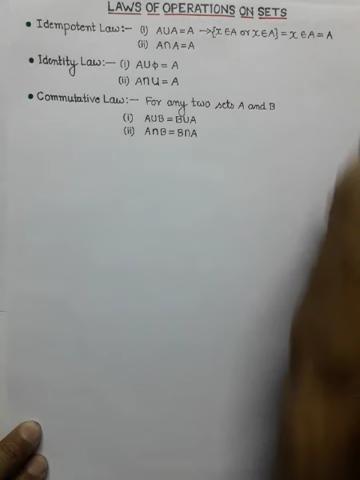 LAWS OF OPERATIONS ON SETS
• Idempotent Law:- (i) A∪A = A → {x∈A or x∈A} = x∈A = A
(ii) A∩A = A
• Identity Law:- (i) A∪ϕ = A
(ii) A∩U = A
• Commutative Law:- For any two sets A and B
(i) A∪B = B∪A
(ii) A∩B = B∩A